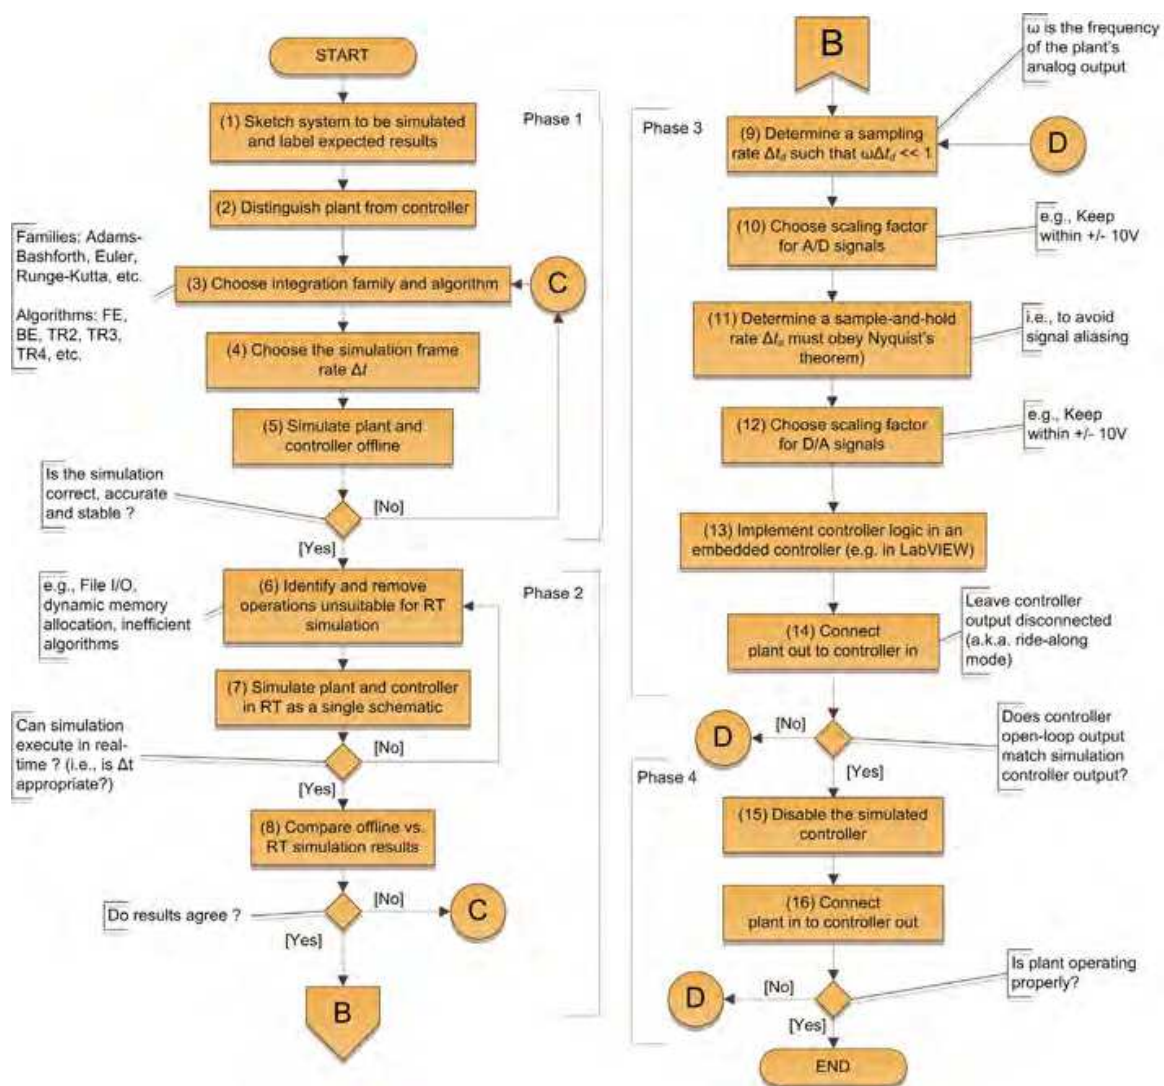 START
(1) Sketch system to be simulated
and label expected results
Phase 1
(2) Distinguish plant from controller
Families: Adams-
Bashforth, Euler,
Runge-Kutta, etc.
Algorithms: FE,
BE, TR2, TR3,
TR4, etc.
(3) Choose integration family and algorithm
C
(4) Choose the simulation frame
rate Δt
(5) Simulate plant and
controller offline
Is the simulation
correct, accurate
and stable ?
[No]
[Yes]
Phase 2
e.g., File I/O,
dynamic memory
allocation, inefficient
algorithms
(6) Identify and remove
operations unsuitable for RT
simulation
(7) Simulate plant and controller
in RT as a single schematic
Can simulation
execute in real-
time ? (i.e., is Δt
appropriate?)
[No]
[Yes]
(8) Compare offline vs.
RT simulation results
Do results agree ?
[No]
C
[Yes]
B
B
ω is the frequency
of the plant's
analog output
Phase 3
(9) Determine a sampling
rate Δtd such that ωΔtd << 1
D
(10) Choose scaling factor
for A/D signals
e.g., Keep
within +/- 10V
(11) Determine a sample-and-hold
rate Δts must obey Nyquist's
theorem)
i.e., to avoid
signal aliasing
(12) Choose scaling factor
for D/A signals
e.g., Keep
within +/- 10V
(13) Implement controller logic in an
embedded controller (e.g. in LabVIEW)
(14) Connect
plant out to controller in
Leave controller
output disconnected
(a.k.a. ride-along
mode)
D
[No]
Does controller
open-loop output
match simulation
controller output?
[Yes]
Phase 4
(15) Disable the simulated
controller
(16) Connect
plant in to controller out
Is plant operating
properly?
D
[No]
[Yes]
END